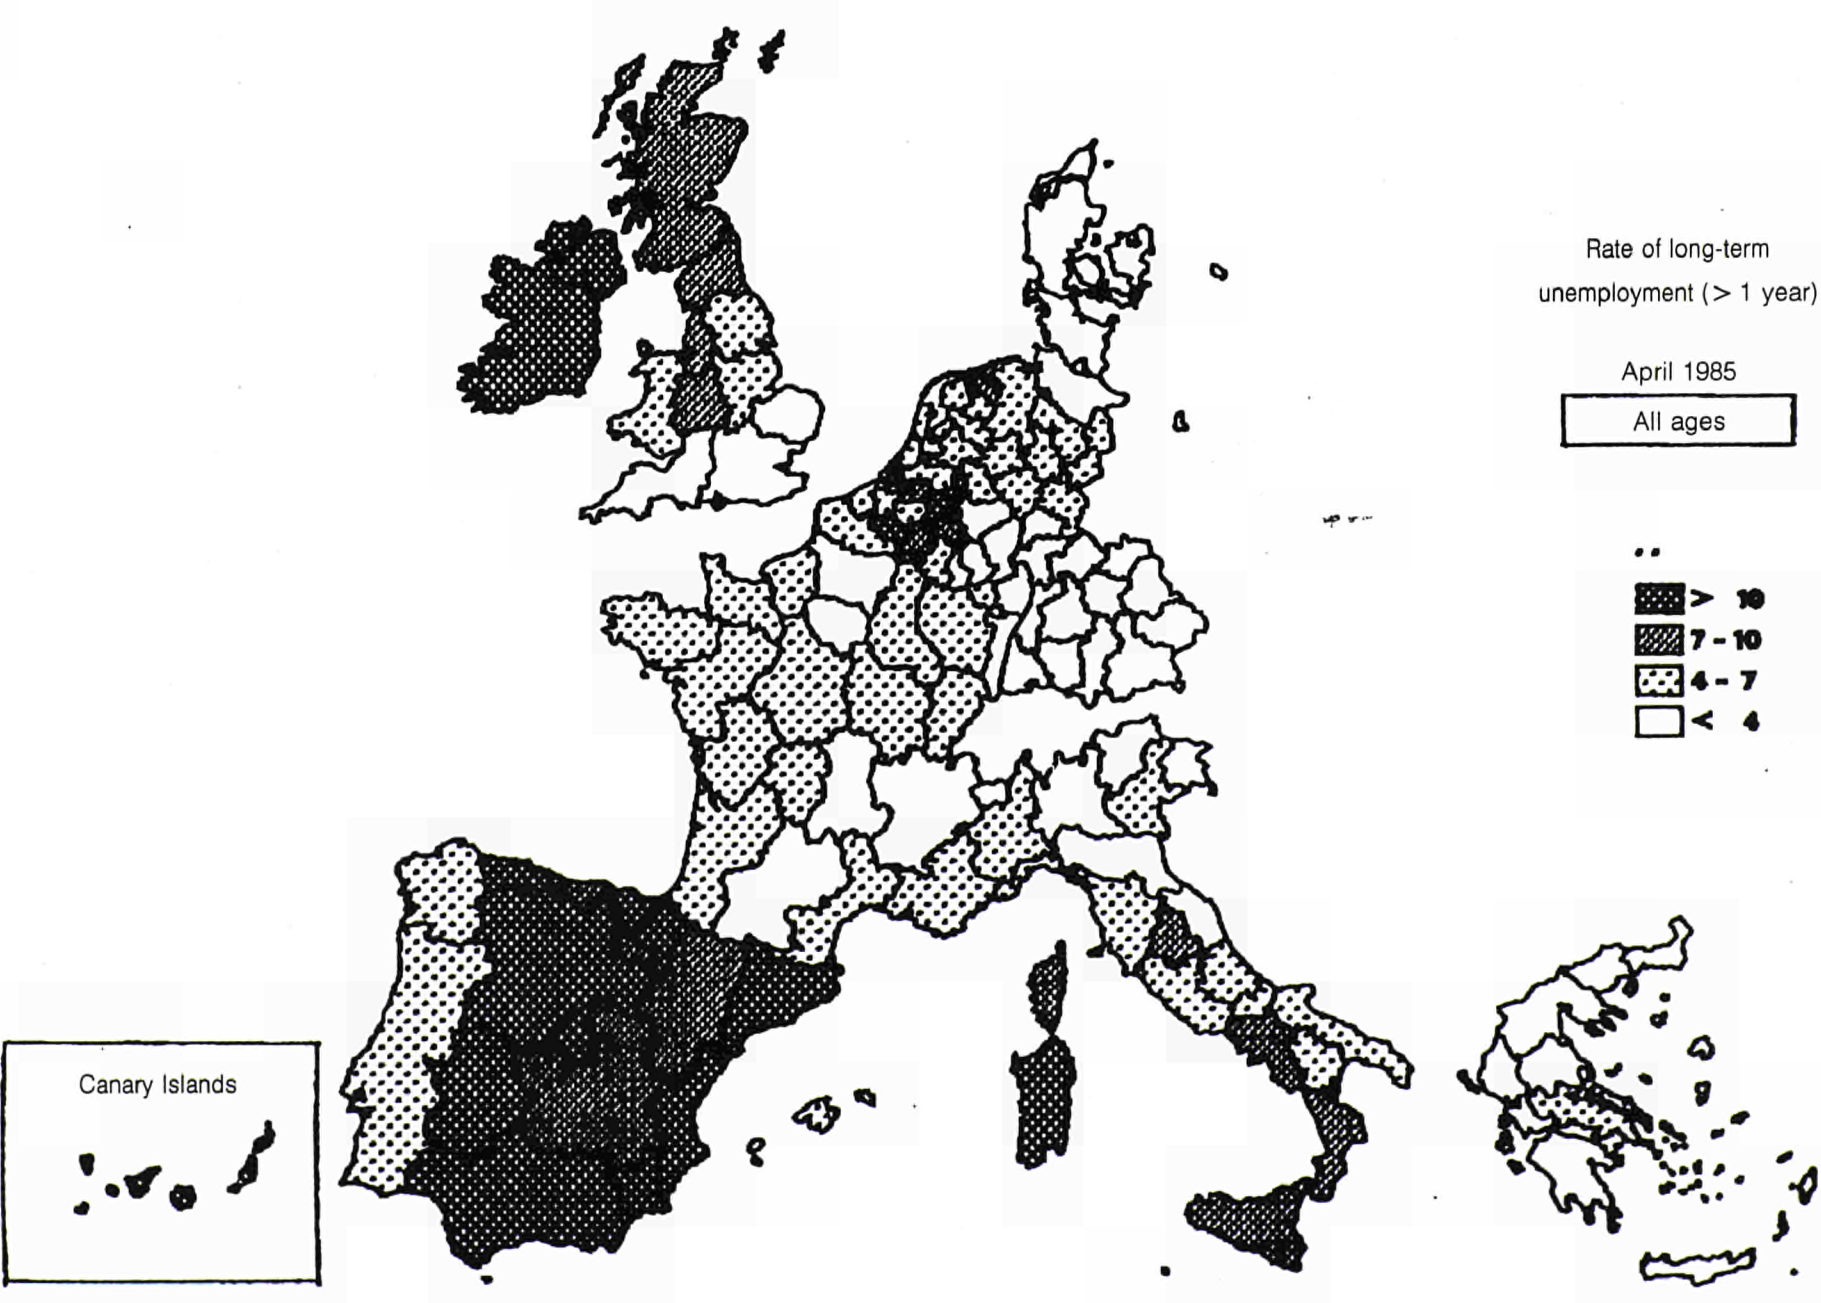 Rate of long-term
unemployment (> 1 year)
April 1985
All ages
> 10
7 - 10
4 - 7
< 4
Canary Islands